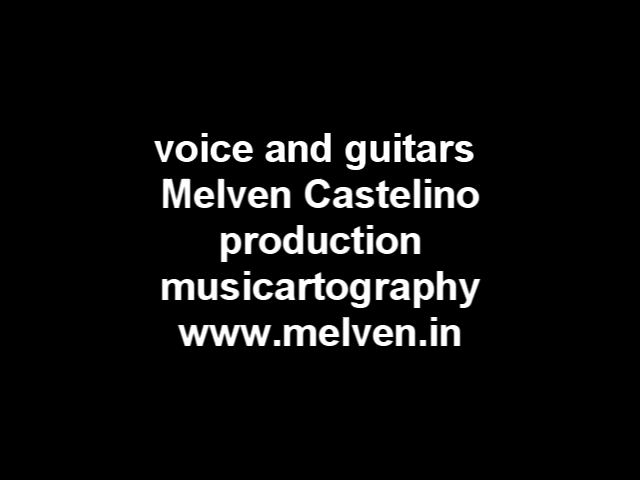 voice and guitars
Melven Castelino
production
musicartography
www.melven.in